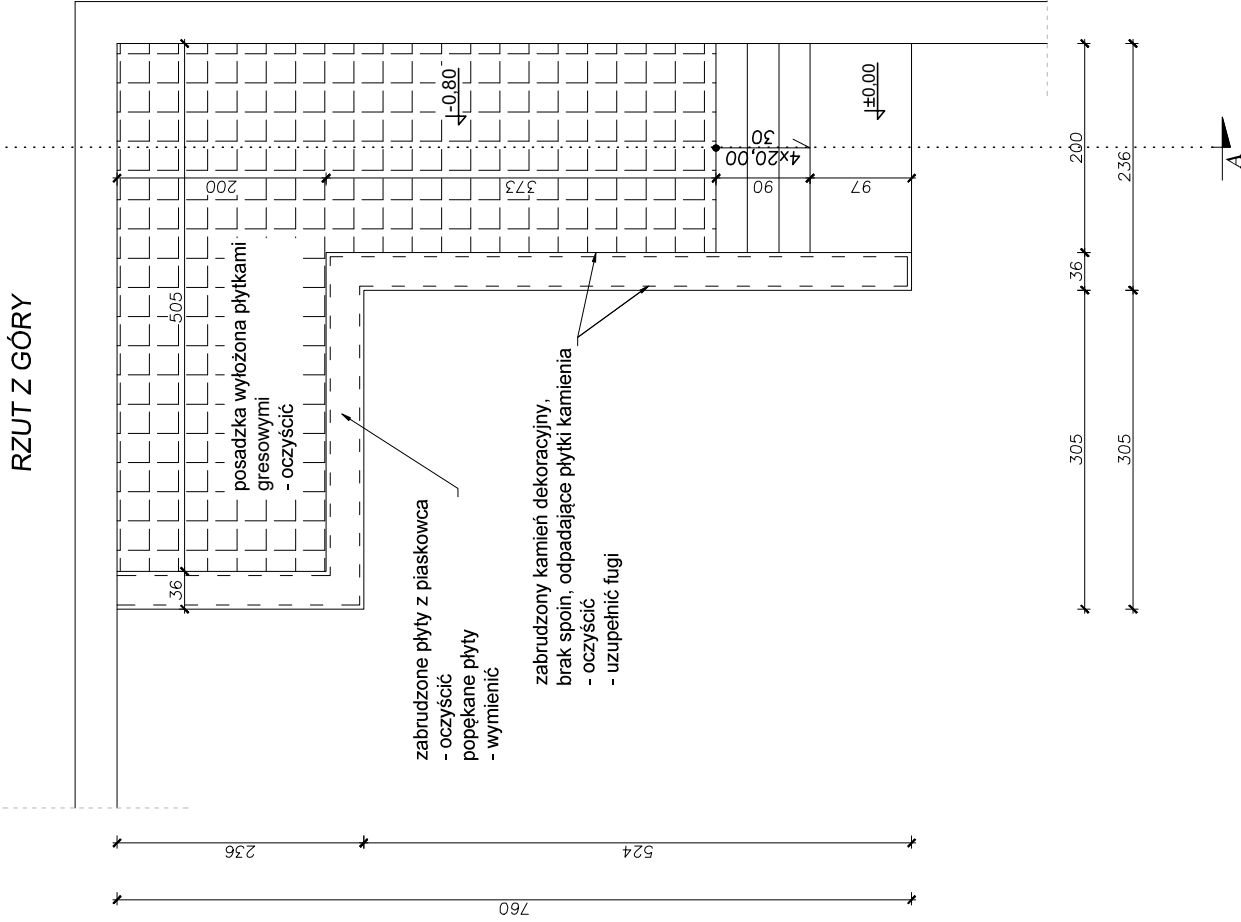 RZUT Z GÓRY
posadzka wyłożona płytkami
gresowymi
- oczyścić
zabrudzone płyty z piaskowca
- oczyścić
popękane płyty
- wymienić
zabrudzony kamień dekoracyjny,
brak spoin, odpadające płytki kamienia
- oczyścić
- uzupełnić fugi
-0,80
±0,00
4x20,00
30
200
373
90
97
505
36
200
36
305
236
305
236
524
760
A